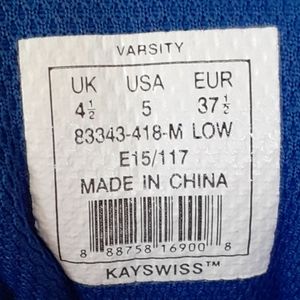 VARSITY
UK USA EUR
4½ 5 37½
83343-418-M LOW
E15/117
MADE IN CHINA
8 88758 16900 8
KAYSWISS™